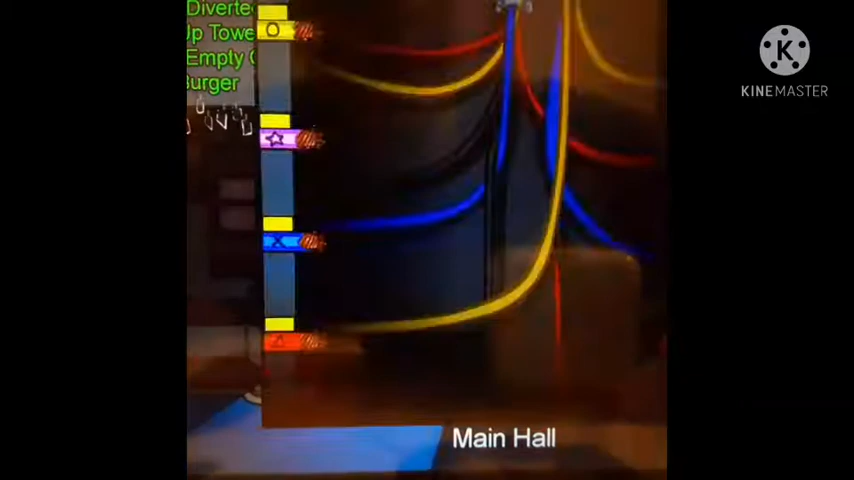 Diverte
Up Towe
Empty
Burger
KINEMASTER
Main Hall